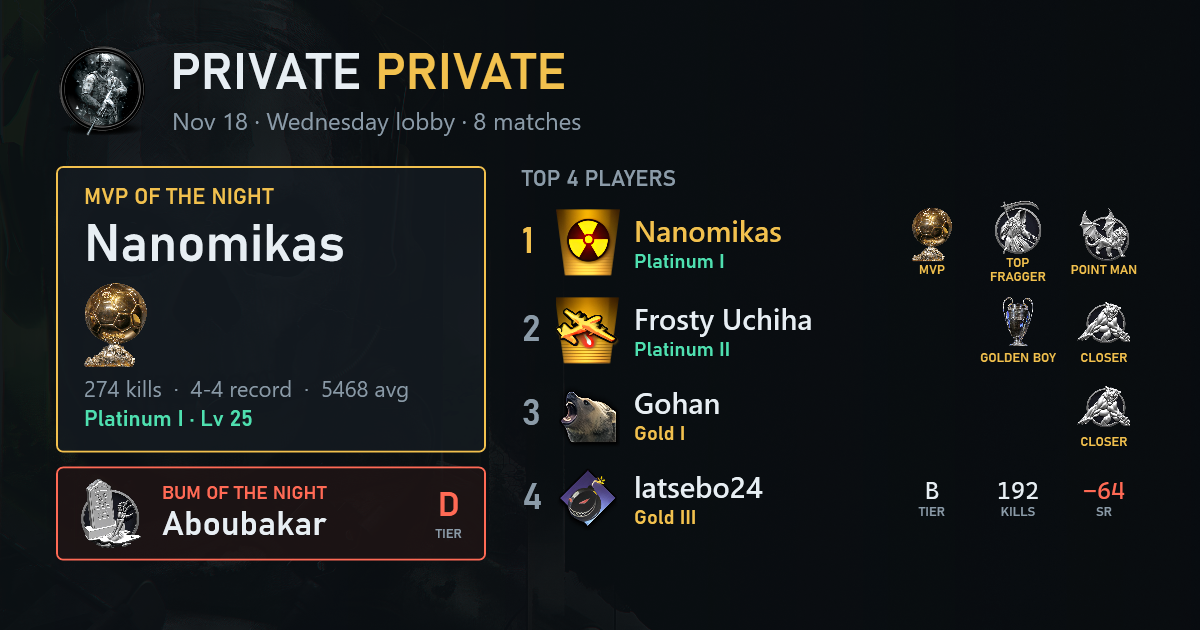 PRIVATE PRIVATE
Nov 18 · Wednesday lobby · 8 matches
MVP OF THE NIGHT
Nanomikas
274 kills · 4-4 record · 5468 avg
Platinum I · Lv 25
BUM OF THE NIGHT
Aboubakar
D
TIER
TOP 4 PLAYERS
1
Nanomikas
Platinum I
MVP
TOP
FRAGGER
POINT MAN
2
Frosty Uchiha
Platinum II
GOLDEN BOY
CLOSER
3
Gohan
Gold I
CLOSER
4
latsebo24
Gold III
B
TIER
192
KILLS
−64
SR